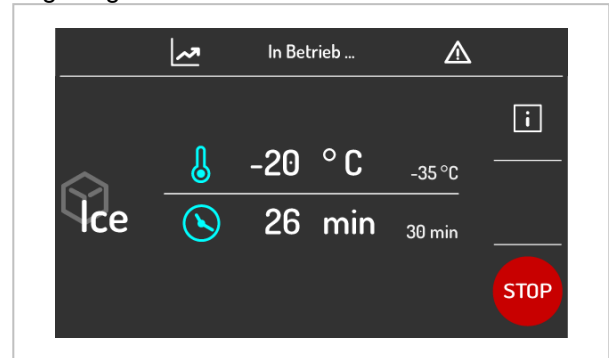 In Betrieb ...
i
-20 °C -35 °C
Ice
26 min 30 min
STOP